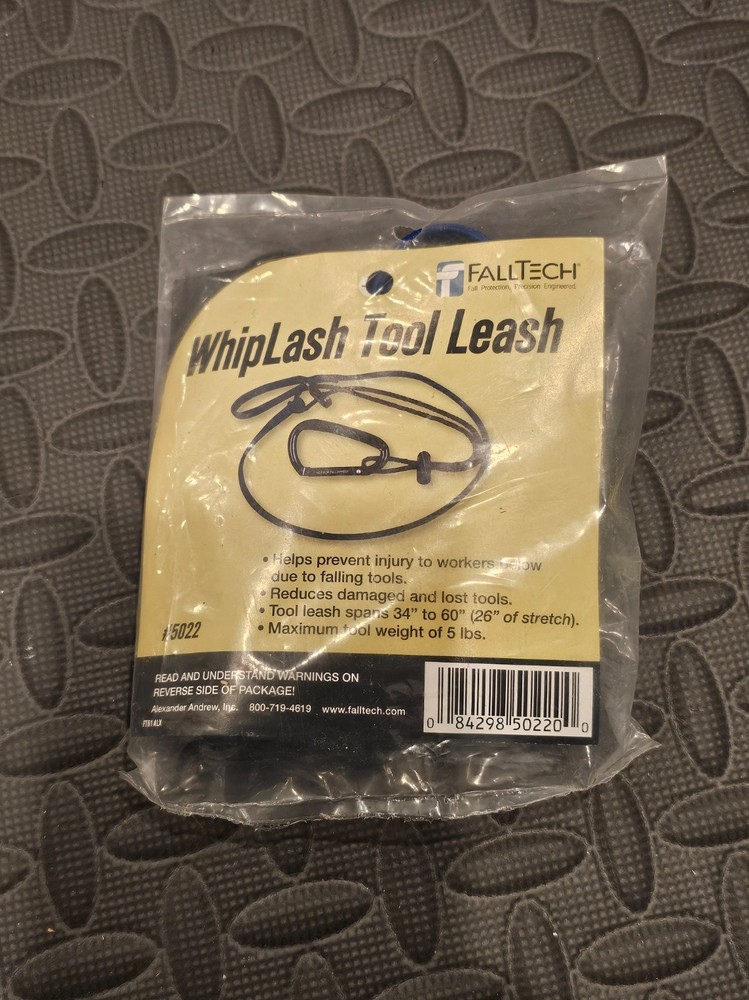 FALLTECH®
Fall Protection, Precision Engineered.
WhipLash Tool Leash
• Helps prevent injury to workers below
due to falling tools.
• Reduces damaged and lost tools.
• Tool leash spans 34" to 60" (26" of stretch).
• Maximum tool weight of 5 lbs.
#5022
READ AND UNDERSTAND WARNINGS ON
REVERSE SIDE OF PACKAGE!
Alexander Andrew, Inc. 800-719-4619 www.falltech.com
0 84298 50220 0